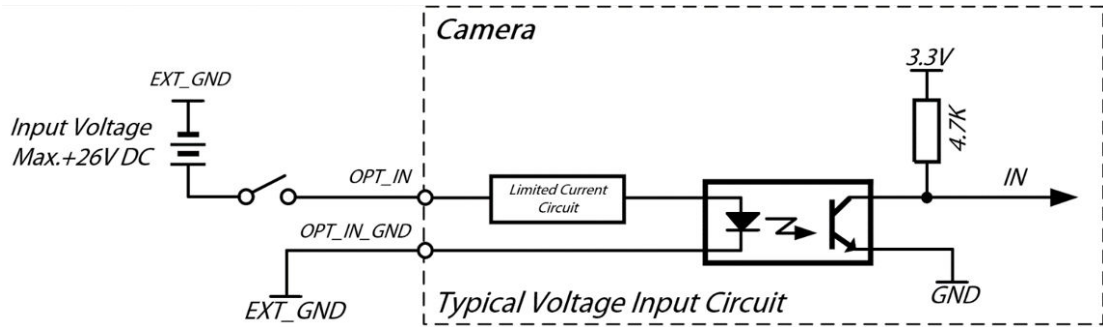 Camera
EXT_GND
3.3V
4.7K
Input Voltage
Max.+26V DC
OPT_IN
Limited Current
Circuit
IN
OPT_IN_GND
EXT_GND
Typical Voltage Input Circuit
GND